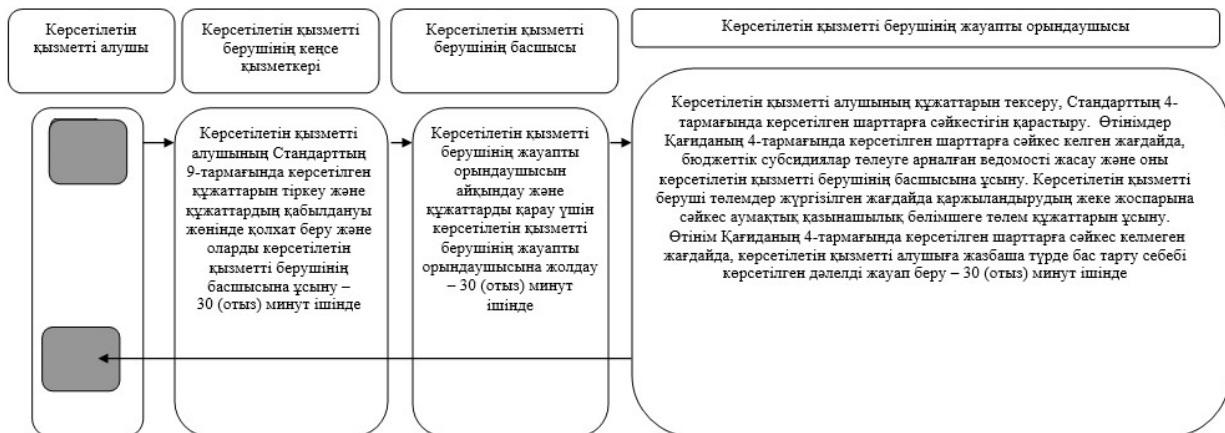 Көрсетілетін
қызметті алушы
Көрсетілетін қызметті
берушінің кеңсе
қызметкері
Көрсетілетін қызметті
берушінің басшысы
Көрсетілетін қызметті берушінің жауапты орындаушысы
Көрсетілетін қызметті
алушының Стандарттың
9-тармағында көрсетілген
құжаттарын тіркеу және
құжаттардың қабылдануы
жөнінде қолхат беру және
оларды көрсетілетін
қызметті берушінің
басшысына ұсыну –
30 (отыз) минут ішінде
Көрсетілетін қызметті
берушінің жауапты
орындаушысын
айқындау және
құжаттарды қарау үшін
көрсетілетін қызметті
берушінің жауапты
орындаушысына жолдау
– 30 (отыз) минут
ішінде
Көрсетілетін қызметті алушының құжаттарын тексеру, Стандарттың 4-
тармағында көрсетілген шарттарға сәйкестігін қарастыру. Өтінімдер
Қағиданың 4-тармағында көрсетілген шарттарға сәйкес келген жағдайда,
бюджеттік субсидиялар төлеуге арналған ведомості жасау және оны
көрсетілетін қызметті берушінің басшысына ұсыну. Көрсетілетін қызметті
беруші төлемдер жүргізілген жағдайда қаржыландырудың жеке жоспарына
сәйкес аумақтық қазынашылық бөлімшеге төлем құжаттарын ұсыну.
Өтінім Қағиданың 4-тармағында көрсетілген шарттарға сәйкес келмеген
жағдайда, көрсетілетін қызметті алушыға жазбаша түрде бас тарту себебі
көрсетілген дәлелді жауап беру – 30 (отыз) минут ішінде